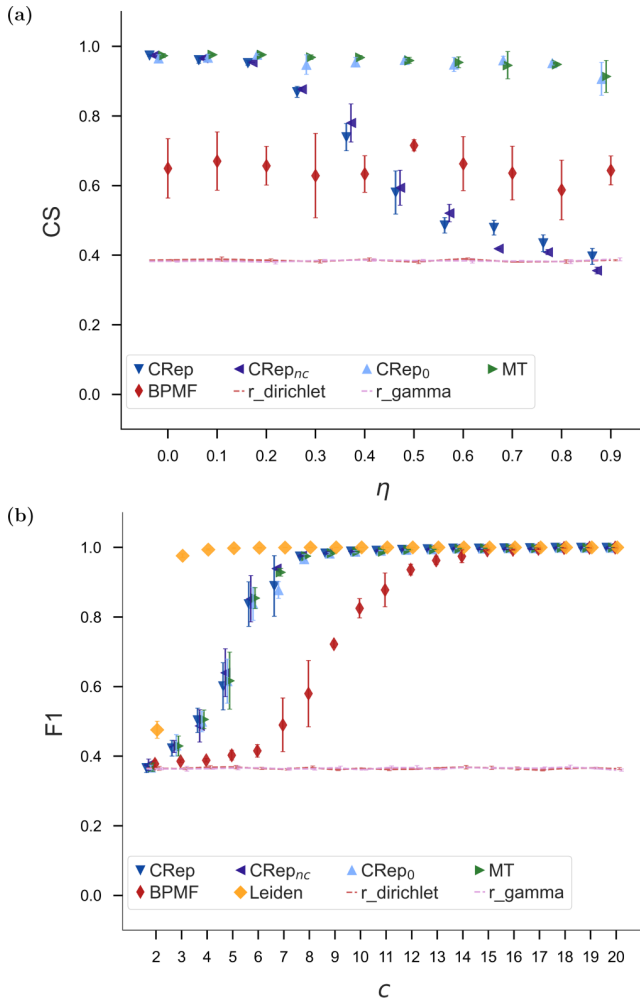 (a)
1.0
0.8
0.6
0.4
0.2
0.0
CS
CRep CRep_nc CRep_0 MT
BPMF r_dirichlet r_gamma
0.0 0.1 0.2 0.3 0.4 0.5 0.6 0.7 0.8 0.9
η
(b)
1.0
0.8
0.6
0.4
0.2
0.0
F1
CRep CRep_nc CRep_0 MT
BPMF Leiden r_dirichlet r_gamma
2 3 4 5 6 7 8 9 10 11 12 13 14 15 16 17 18 19 20
c